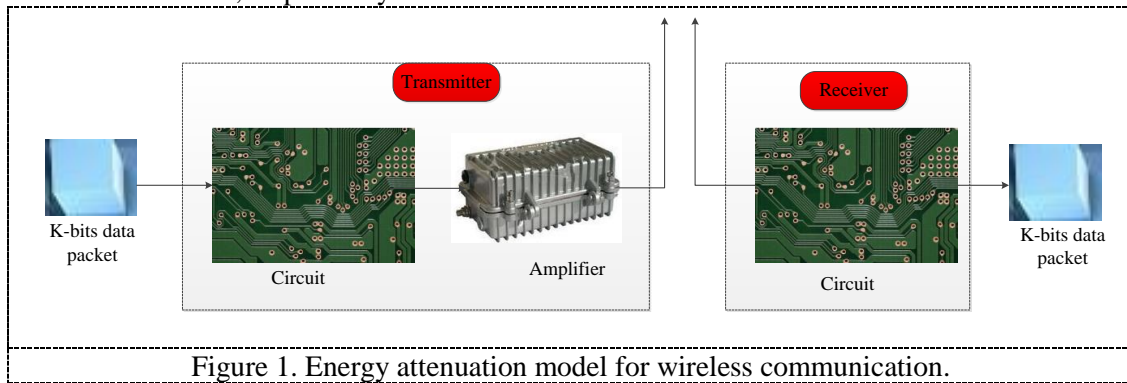 Transmitter
Receiver
K-bits data
packet
Circuit
Amplifier
Circuit
K-bits data
packet
Figure 1. Energy attenuation model for wireless communication.